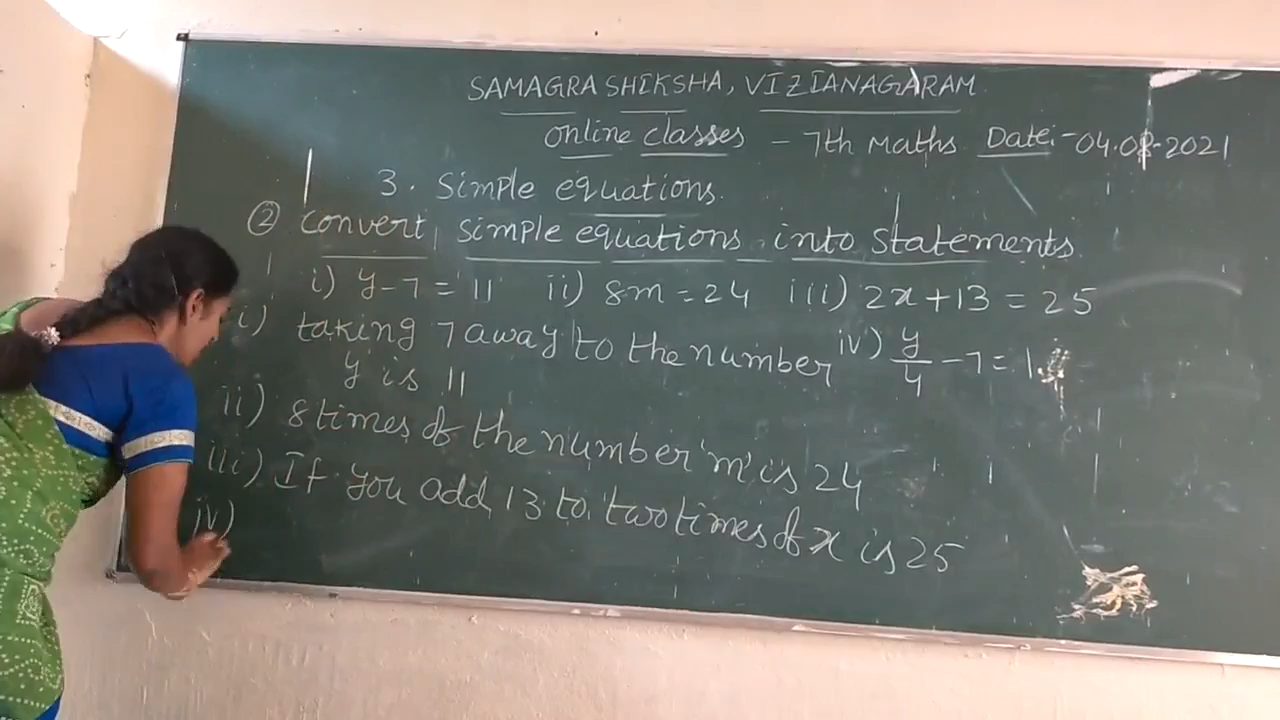 SAMAGRA SHIKSHA, VIZIANAGARAM
Online classes - 7th Maths Date:-04.08-2021
3. Simple equations.
② Convert simple equations into statements.
i) y-7 = 11 ii) 8m = 24 iii) 2x+13 = 25
iv) y/4 - 7 = 1
i) taking 7 away to the number
y is 11
ii) 8 times of the number 'm' is 24
iii) If you add 13 to two times of x is 25
iv)